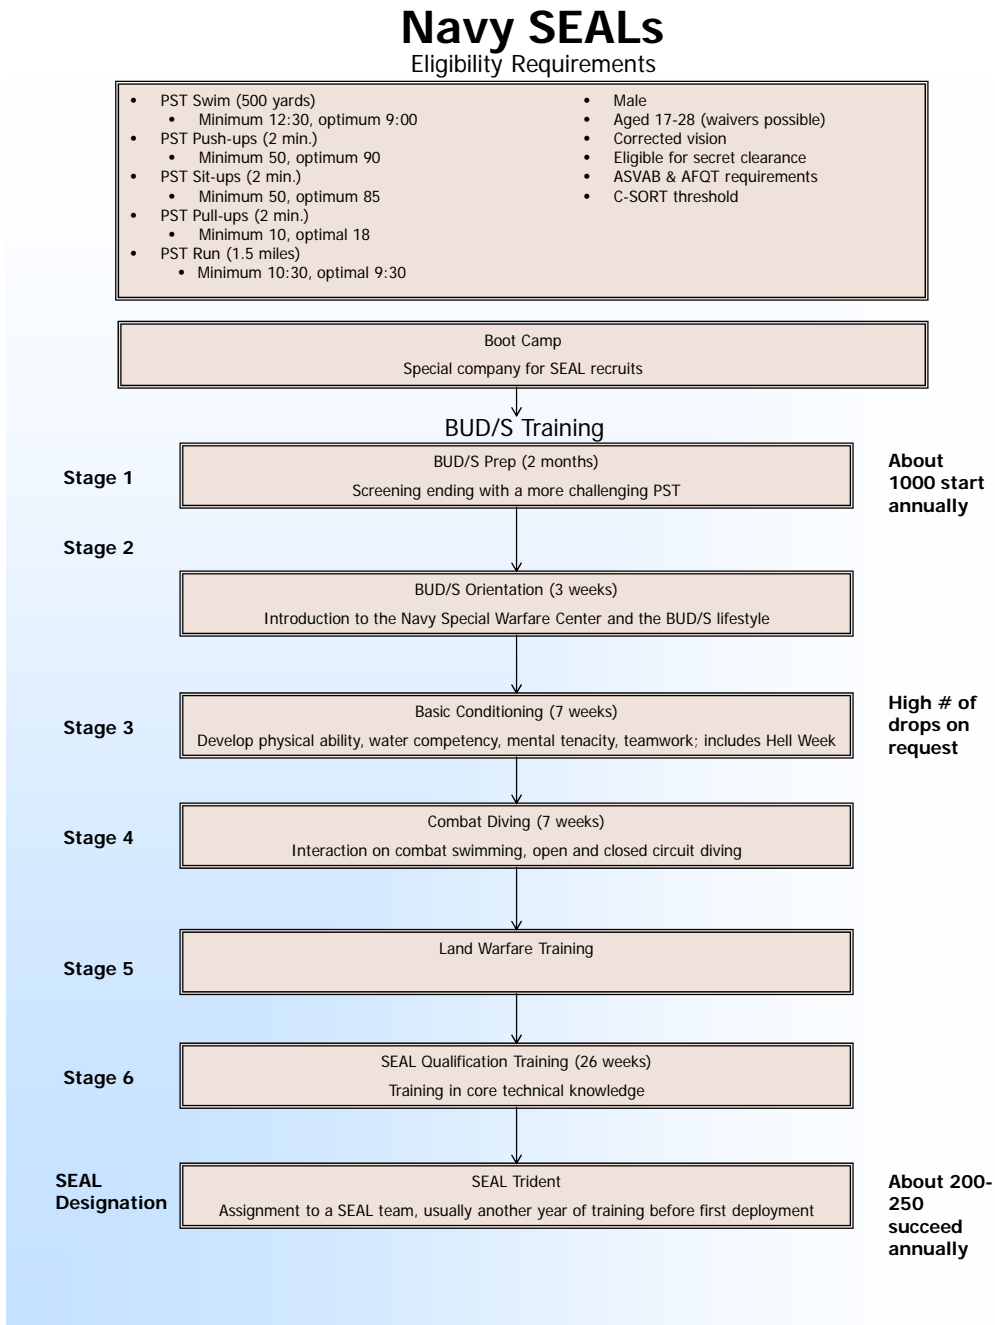 Navy SEALs
Eligibility Requirements
• PST Swim (500 yards)
• Minimum 12:30, optimum 9:00
• PST Push-ups (2 min.)
• Minimum 50, optimum 90
• PST Sit-ups (2 min.)
• Minimum 50, optimum 85
• PST Pull-ups (2 min.)
• Minimum 10, optimal 18
• PST Run (1.5 miles)
• Minimum 10:30, optimal 9:30
• Male
• Aged 17-28 (waivers possible)
• Corrected vision
• Eligible for secret clearance
• ASVAB & AFQT requirements
• C-SORT threshold
Boot Camp
Special company for SEAL recruits
BUD/S Training
Stage 1
BUD/S Prep (2 months)
Screening ending with a more challenging PST
About
1000 start
annually
Stage 2
BUD/S Orientation (3 weeks)
Introduction to the Navy Special Warfare Center and the BUD/S lifestyle
Stage 3
Basic Conditioning (7 weeks)
Develop physical ability, water competency, mental tenacity, teamwork; includes Hell Week
High # of
drops on
request
Stage 4
Combat Diving (7 weeks)
Interaction on combat swimming, open and closed circuit diving
Stage 5
Land Warfare Training
Stage 6
SEAL Qualification Training (26 weeks)
Training in core technical knowledge
SEAL
Designation
SEAL Trident
Assignment to a SEAL team, usually another year of training before first deployment
About 200-
250
succeed
annually